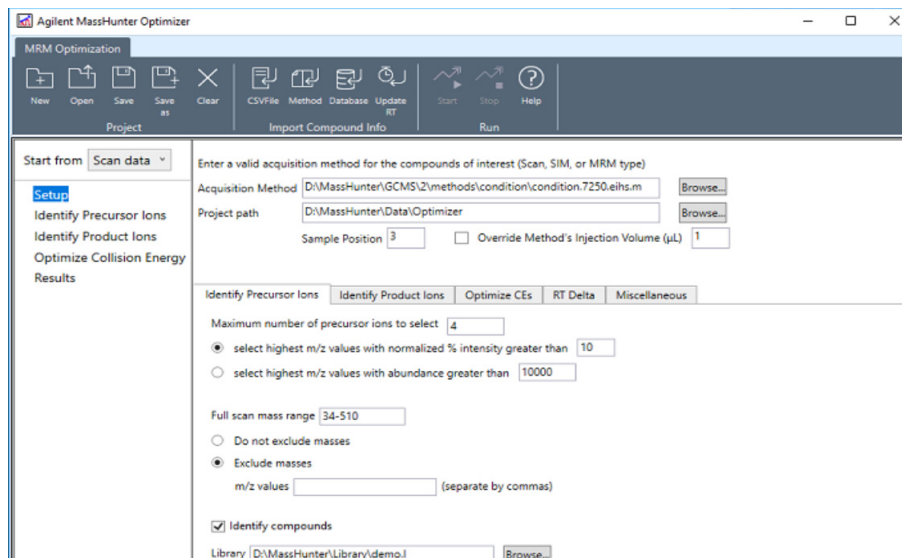 Agilent MassHunter Optimizer
MRM Optimization
New Open Save Save as Clear CSVFile Method Database Update RT Start Stop Help
Project Import Compound Info Run
Start from Scan data
Setup
Identify Precursor Ions
Identify Product Ions
Optimize Collision Energy
Results
Enter a valid acquisition method for the compounds of interest (Scan, SIM, or MRM type)
Acquisition Method D:\MassHunter\GCMS\2\methods\condition\condition.7250.eihs.m Browse...
Project path D:\MassHunter\Data\Optimizer Browse...
Sample Position 3 Override Method's Injection Volume (µL) 1
Identify Precursor Ions Identify Product Ions Optimize CEs RT Delta Miscellaneous
Maximum number of precursor ions to select 4
select highest m/z values with normalized % intensity greater than 10
select highest m/z values with abundance greater than 10000
Full scan mass range 34-510
Do not exclude masses
Exclude masses
m/z values (separate by commas)
Identify compounds
Library D:\MassHunter\Library\demo.l Browse...